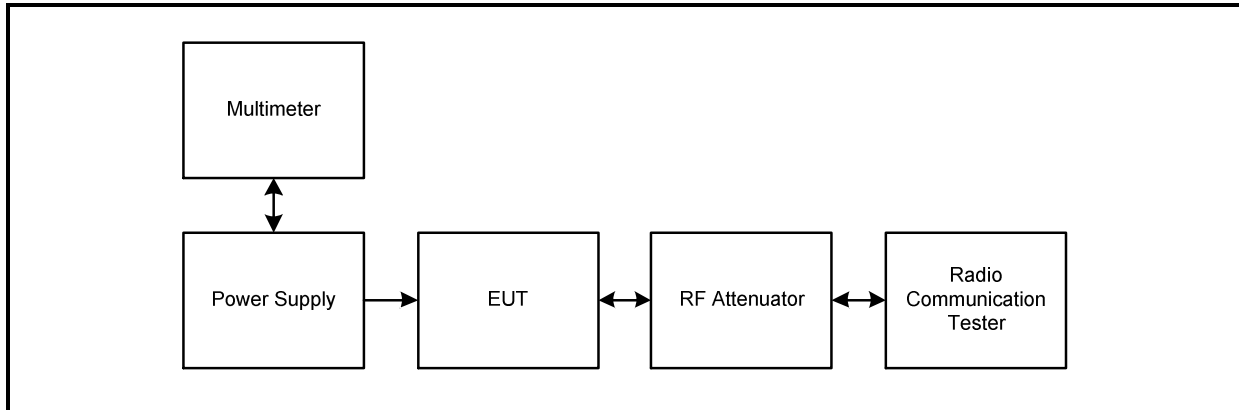 Multimeter
Power Supply
EUT
RF Attenuator
Radio
Communication
Tester